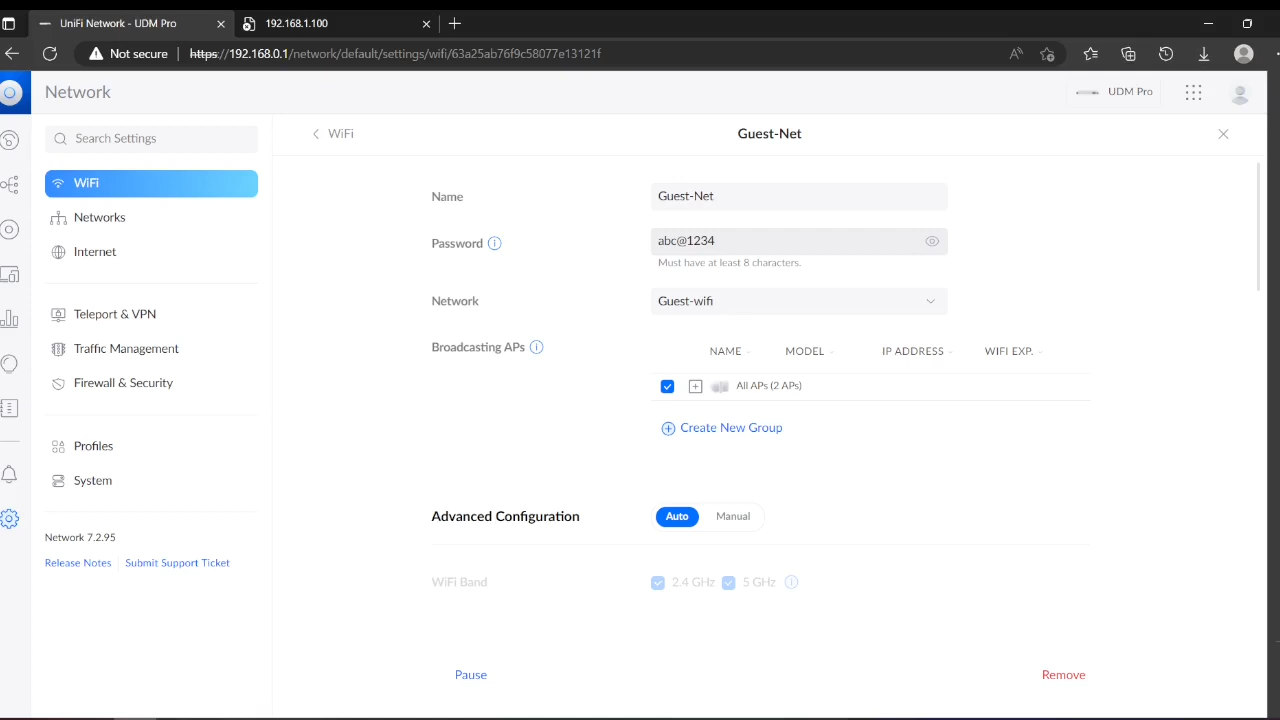 UniFi Network - UDM Pro
192.168.1.100
Not secure
https://192.168.0.1/network/default/settings/wifi/63a25ab76f9c58077e13121f
Network
UDM Pro
Search Settings
WiFi
Guest-Net
WiFi
Networks
Internet
Teleport & VPN
Traffic Management
Firewall & Security
Profiles
System
Network 7.2.95
Release Notes
Submit Support Ticket
Name
Guest-Net
Password
abc@1234
Must have at least 8 characters.
Network
Guest-wifi
Broadcasting APs
NAME
MODEL
IP ADDRESS
WIFI EXP.
All APs (2 APs)
Create New Group
Advanced Configuration
Auto
Manual
WiFi Band
2.4 GHz
5 GHz
Pause
Remove